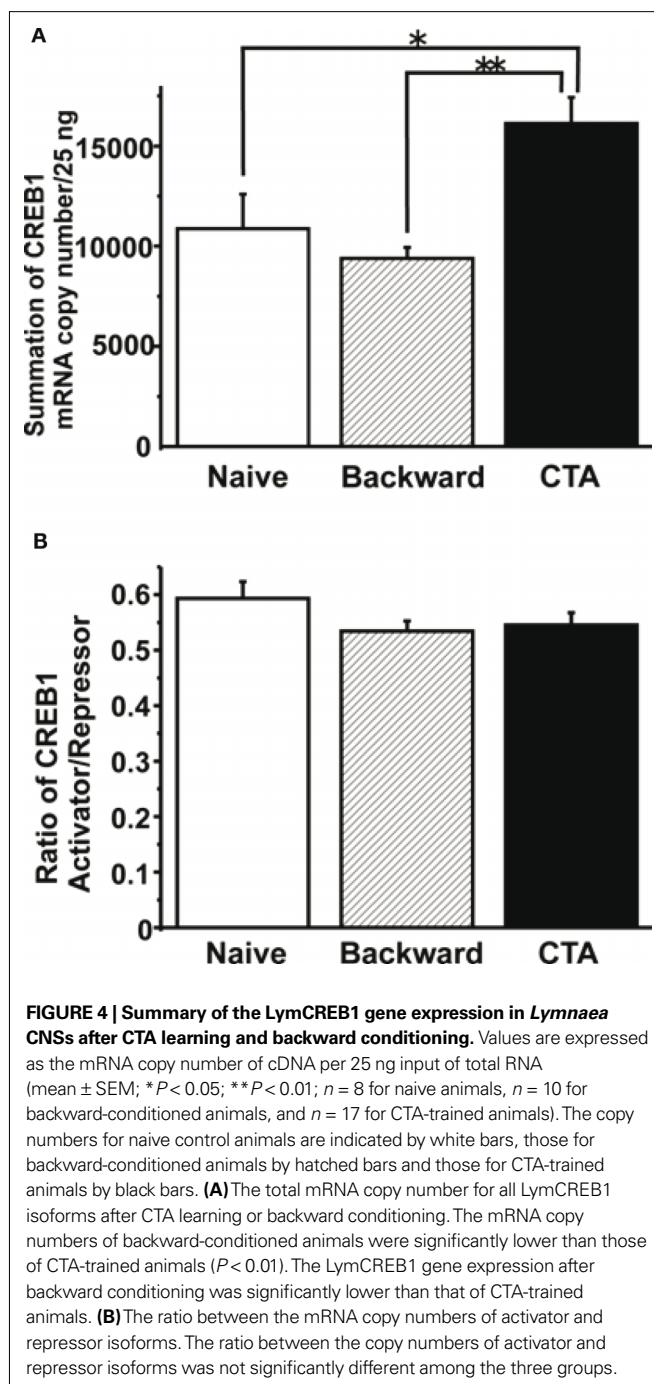 A
*
**
Summation of CREB1
mRNA copy number/25 ng
15000
10000
5000
0
Naive Backward CTA
B
Ratio of CREB1
Activator/Repressor
0.6
0.5
0.4
0.3
0.2
0.1
0
Naive Backward CTA
FIGURE 4 | Summary of the LymCREB1 gene expression in Lymnaea
CNSs after CTA learning and backward conditioning. Values are expressed
as the mRNA copy number of cDNA per 25 ng input of total RNA
(mean ± SEM; *P < 0.05; **P < 0.01; n = 8 for naive animals, n = 10 for
backward-conditioned animals, and n = 17 for CTA-trained animals). The copy
numbers for naive control animals are indicated by white bars, those for
backward-conditioned animals by hatched bars and those for CTA-trained
animals by black bars. (A) The total mRNA copy number for all LymCREB1
isoforms after CTA learning or backward conditioning. The mRNA copy
numbers of backward-conditioned animals were significantly lower than those
of CTA-trained animals (P < 0.01). The LymCREB1 gene expression after
backward conditioning was significantly lower than that of CTA-trained
animals. (B) The ratio between the mRNA copy numbers of activator and
repressor isoforms. The ratio between the copy numbers of activator and
repressor isoforms was not significantly different among the three groups.